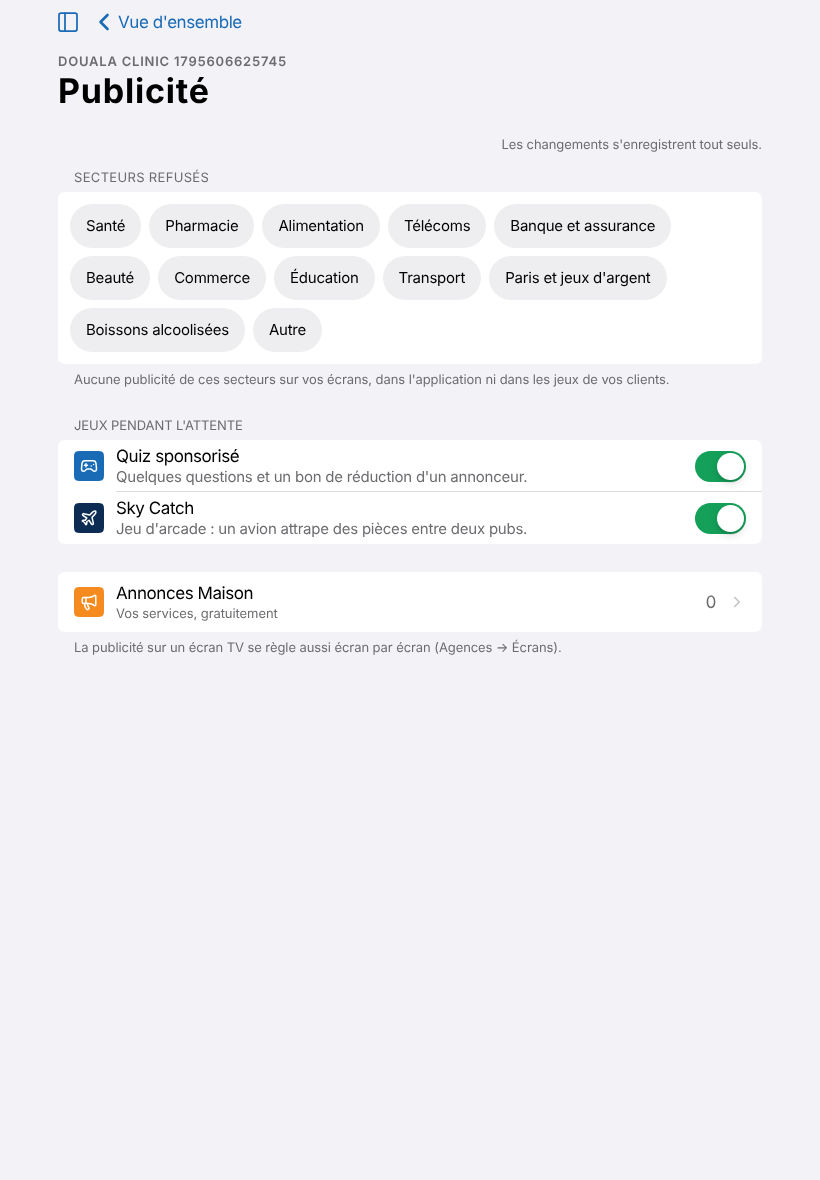 Vue d'ensemble
DOUALA CLINIC 1795606625745
Publicité
Les changements s'enregistrent tout seuls.
SECTEURS REFUSÉS
Santé Pharmacie Alimentation Télécoms Banque et assurance
Beauté Commerce Éducation Transport Paris et jeux d'argent
Boissons alcoolisées Autre
Aucune publicité de ces secteurs sur vos écrans, dans l'application ni dans les jeux de vos clients.
JEUX PENDANT L'ATTENTE
Quiz sponsorisé
Quelques questions et un bon de réduction d'un annonceur.
Sky Catch
Jeu d'arcade : un avion attrape des pièces entre deux pubs.
Annonces Maison 0
Vos services, gratuitement
La publicité sur un écran TV se règle aussi écran par écran (Agences → Écrans).